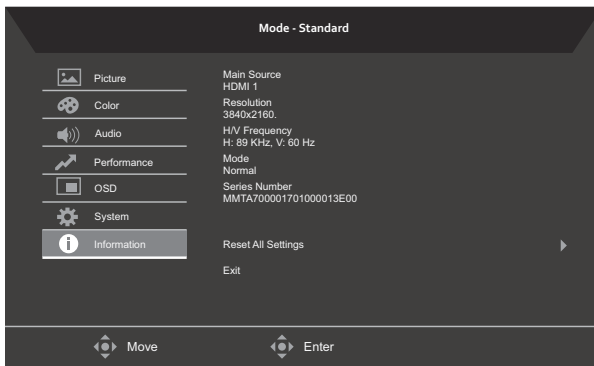 Mode - Standard
Picture
Color
Audio
Performance
OSD
System
Information
Main Source
HDMI 1
Resolution
3840x2160.
H/V Frequency
H: 89 KHz, V: 60 Hz
Mode
Normal
Series Number
MMTA700001701000013E00
Reset All Settings
Exit
Move
Enter